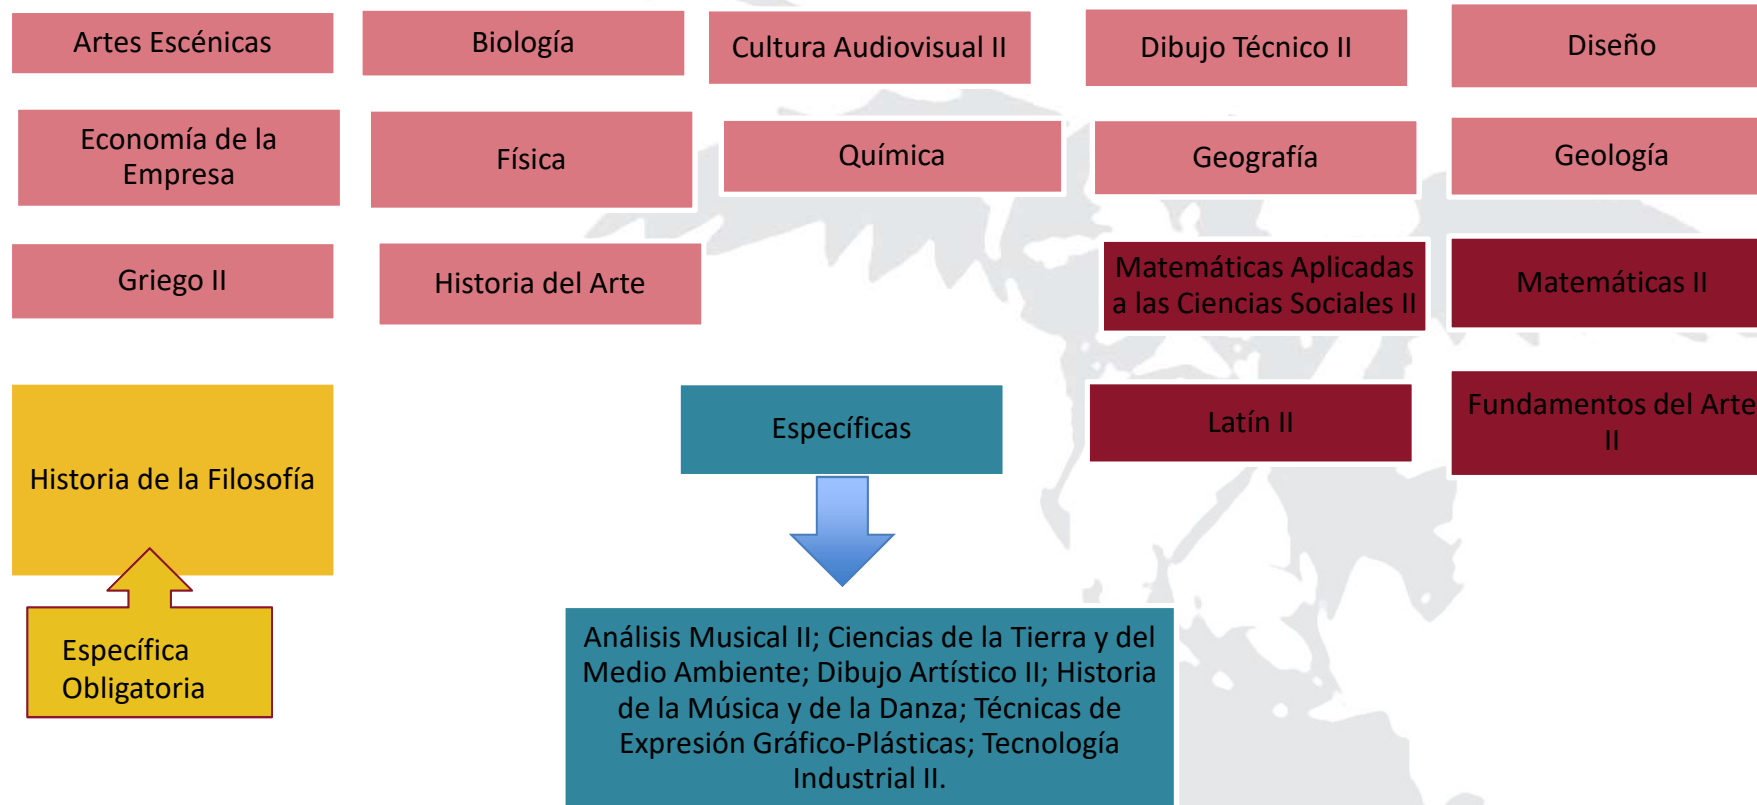 Artes Escénicas
Biología
Cultura Audiovisual II
Dibujo Técnico II
Diseño
Economía de la
Empresa
Física
Química
Geografía
Geología
Griego II
Historia del Arte
Matemáticas Aplicadas
a las Ciencias Sociales II
Matemáticas II
Historia de la Filosofía
Específicas
Latín II
Fundamentos del Arte
II
Específica
Obligatoria
Análisis Musical II; Ciencias de la Tierra y del
Medio Ambiente; Dibujo Artístico II; Historia
de la Música y de la Danza; Técnicas de
Expresión Gráfico-Plásticas; Tecnología
Industrial II.